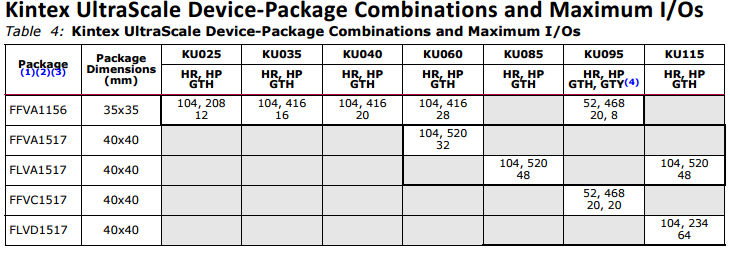 Kintex UltraScale Device-Package Combinations and Maximum I/Os
Table 4: Kintex UltraScale Device-Package Combinations and Maximum I/Os
Package (1)(2)(3) Package Dimensions (mm) KU025 KU035 KU040 KU060 KU085 KU095 KU115
HR, HP GTH HR, HP GTH HR, HP GTH HR, HP GTH HR, HP GTH HR, HP GTH, GTY(4) HR, HP GTH
FFVA1156 35x35 104, 208 12 104, 416 16 104, 416 20 104, 416 28 52, 468 20, 8
FFVA1517 40x40 104, 520 32
FLVA1517 40x40 104, 520 48 104, 520 48
FFVC1517 40x40 52, 468 20, 20
FLVD1517 40x40 104, 234 64